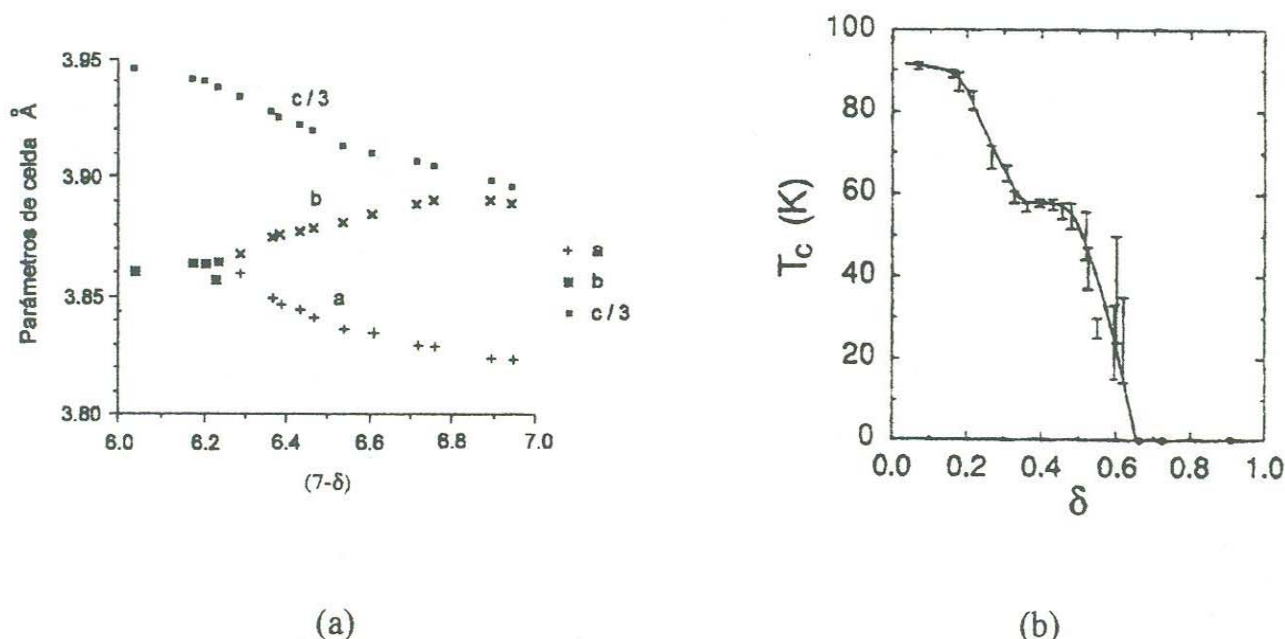 Parámetros de celda Å
3.95
3.90
3.85
3.80
c / 3
b
a
6.0 6.2 6.4 6.6 6.8 7.0
(7-δ)
+ a
b
c / 3
(a)
T_c (K)
100
80
60
40
20
0
0.0 0.2 0.4 0.6 0.8 1.0
δ
(b)